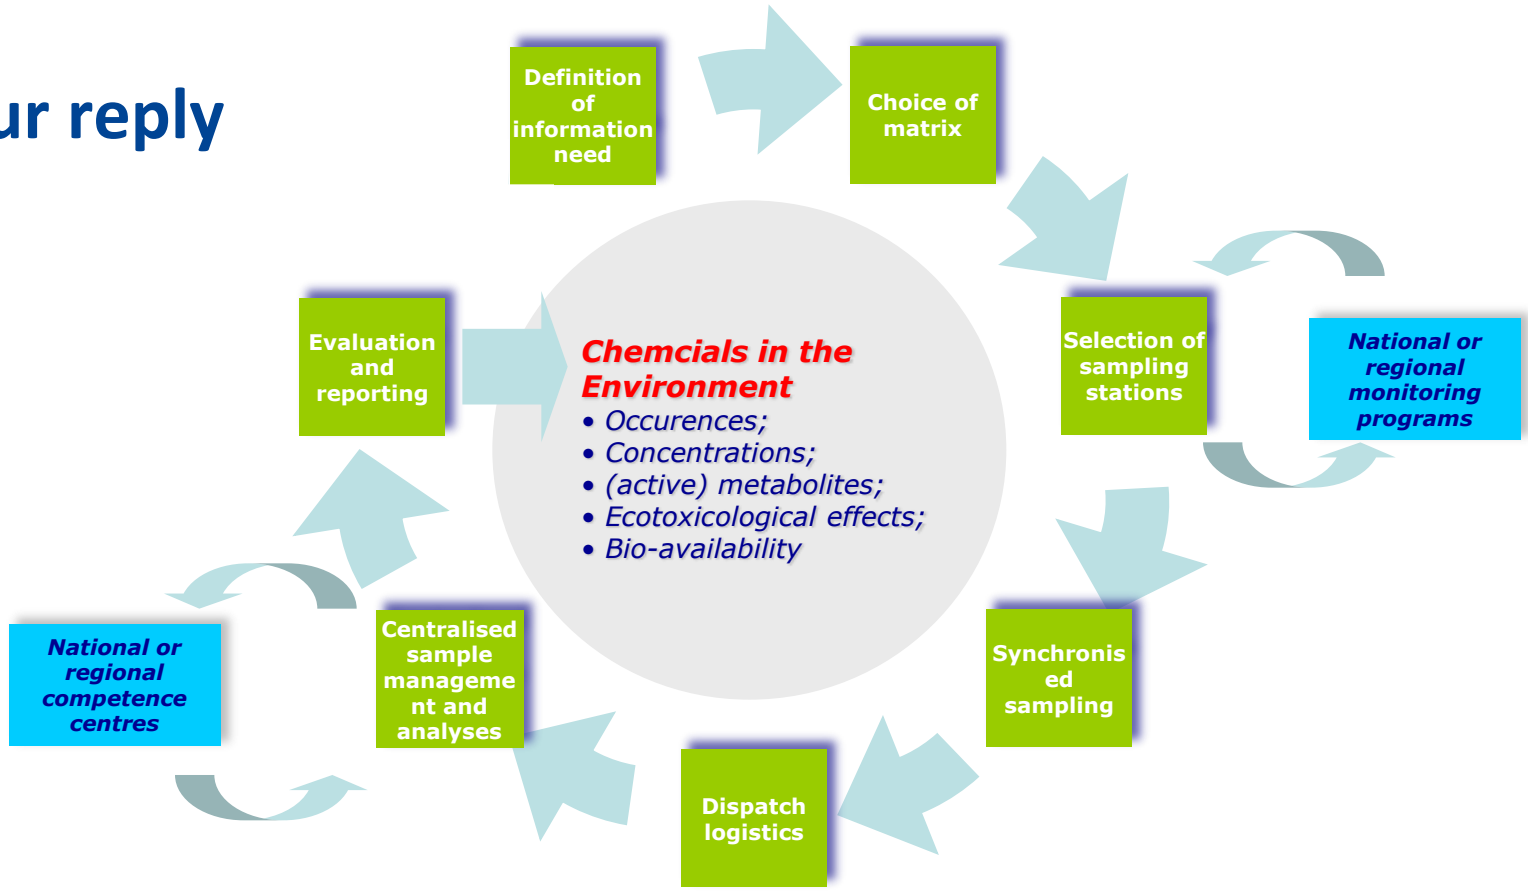 ur reply
Definition
of
information
need
Choice of
matrix
Selection of
sampling
stations
National or
regional
monitoring
programs
Synchronis
ed
sampling
Dispatch
logistics
Centralised
sample
manageme
nt and
analyses
National or
regional
competence
centres
Evaluation
and
reporting
Chemcials in the
Environment
• Occurences;
• Concentrations;
• (active) metabolites;
• Ecotoxicological effects;
• Bio-availability